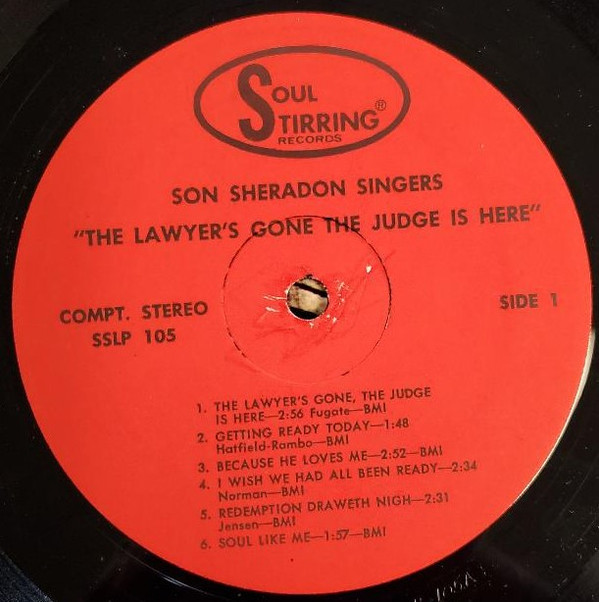 SOUL
STIRRING®
RECORDS
SON SHERADON SINGERS
"THE LAWYER'S GONE THE JUDGE IS HERE"
COMPT. STEREO
SSLP 105
SIDE 1
1. THE LAWYER'S GONE, THE JUDGE
IS HERE—2:56 Fugate—BMI
2. GETTING READY TODAY—1:48
Hatfield-Rambo—BMI
3. BECAUSE HE LOVES ME—2:52—BMI
4. I WISH WE HAD ALL BEEN READY—2:34
Norman—BMI
5. REDEMPTION DRAWETH NIGH—2:31
Jensen—BMI
6. SOUL LIKE ME—1:57—BMI